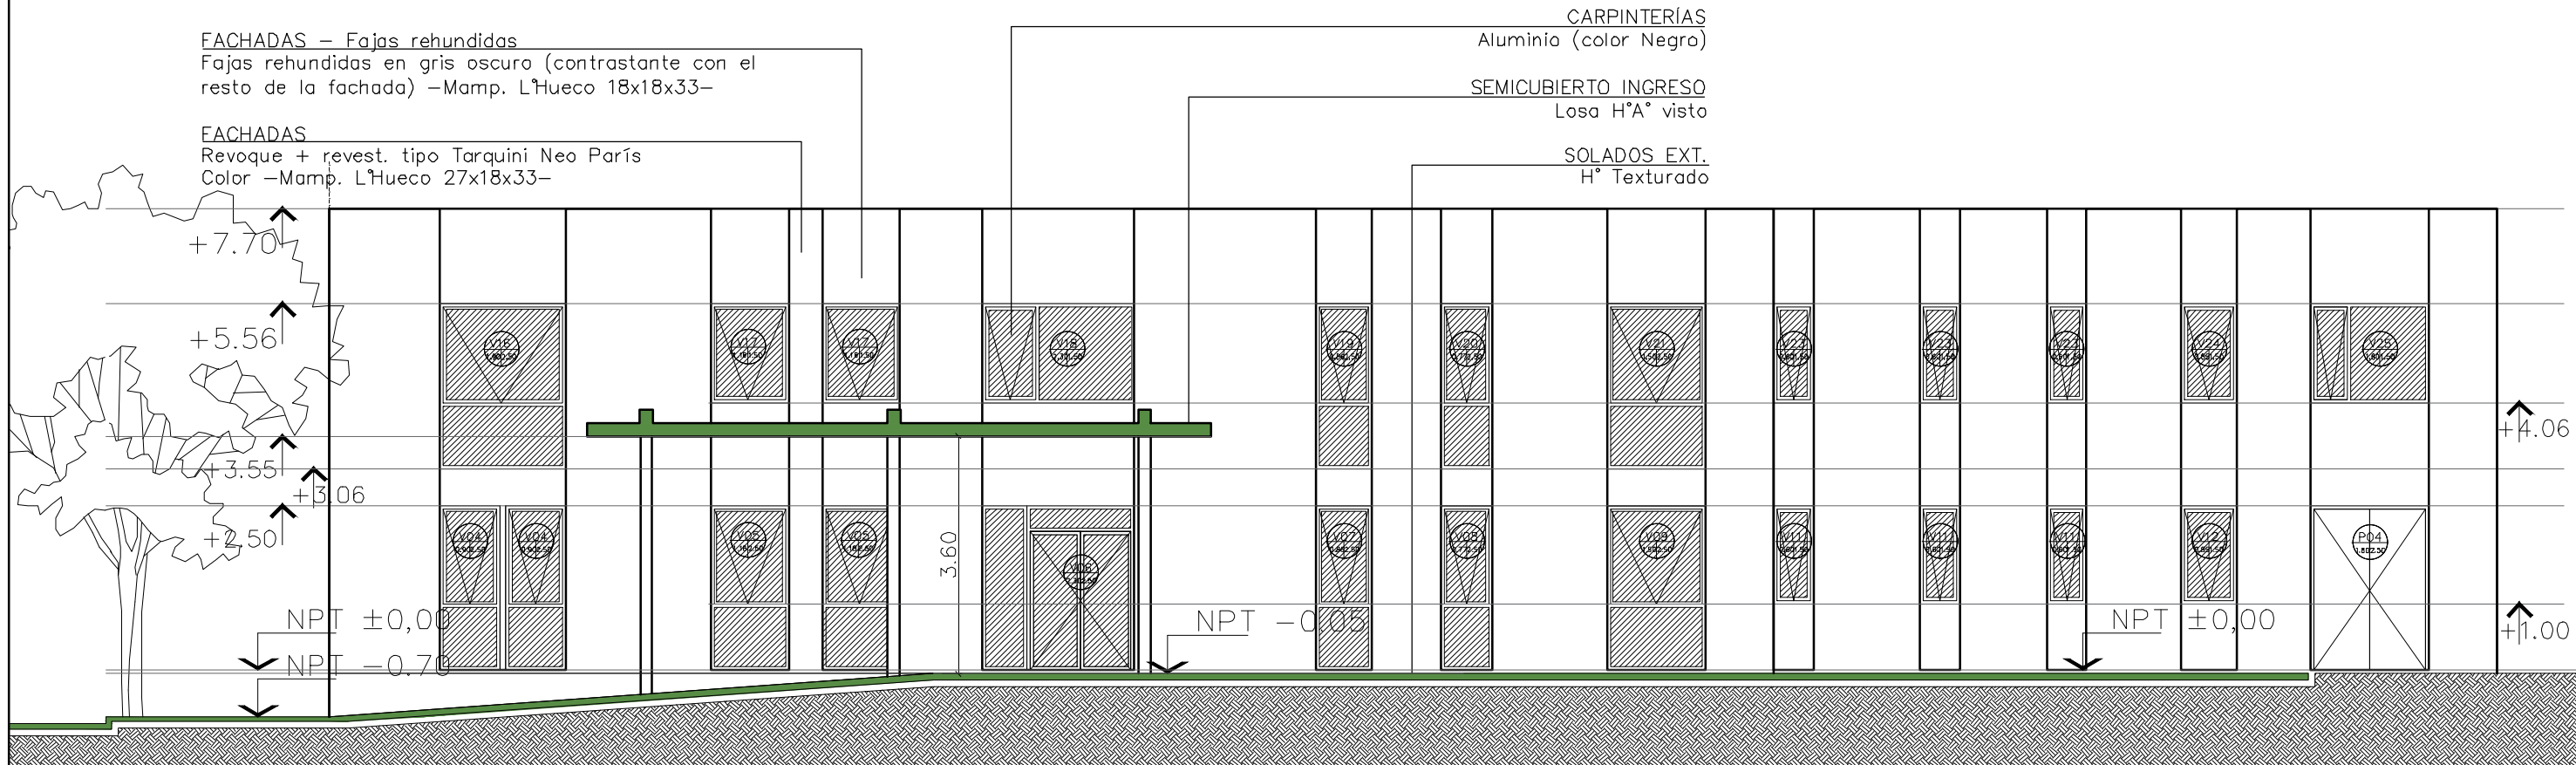 FACHADAS – Fajas rehundidas
Fajas rehundidas en gris oscuro (contrastante con el
resto de la fachada) –Mamp. L°Hueco 18x18x33–
FACHADAS
Revoque + revest. tipo Tarquini Neo París
Color –Mamp. L°Hueco 27x18x33–
CARPINTERÍAS
Aluminio (color Negro)
SEMICUBIERTO INGRESO
Losa H°A° visto
SOLADOS EXT.
H° Texturado
+7.70
+5.56
+3.55
+3.06
+2.50
NPT ±0,00
NPT -0.70
V16
V17
V17
V18
V19
V20
V21
V23
V23
V23
V24
V25
+4.06
V04
V04
V05
V05
V06
V07
V08
V09
V11
V11
V11
V12
P04
3.60
NPT -0.05
NPT ±0,00
+1.00